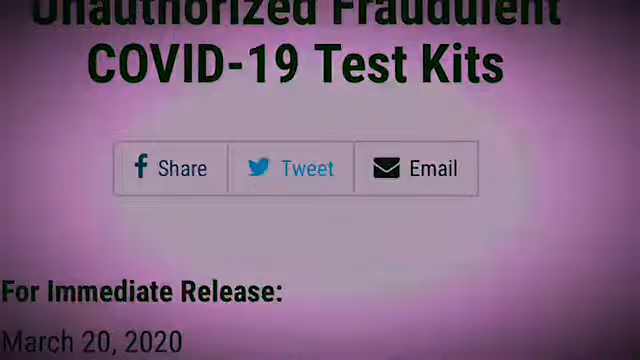 Unauthorized Fraudulent
COVID-19 Test Kits
Share Tweet Email
For Immediate Release:
March 20, 2020